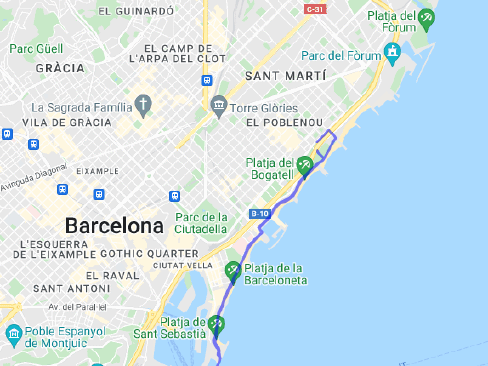 EL GUINARDÓ
C-31
Platja del
Fòrum
Parc Güell
EL CAMP DE
L'ARPA DEL CLOT
Parc del Fòrum
GRÀCIA
SANT MARTÍ
La Sagrada Família
Torre Glòries
VILA DE GRÀCIA
EL POBLENOU
Avinguda Diagonal
EIXAMPLE
Platja del
Bogatell
Barcelona
Parc de la
Ciutadella
B-10
L'ESQUERRA
DE L'EIXAMPLE
GOTHIC QUARTER
CIUTAT VELLA
EL RAVAL
Platja de la
Barceloneta
SANT ANTONI
Av. del Paral·lel
Platja de
Sant Sebastià
Poble Espanyol
de Montjuic